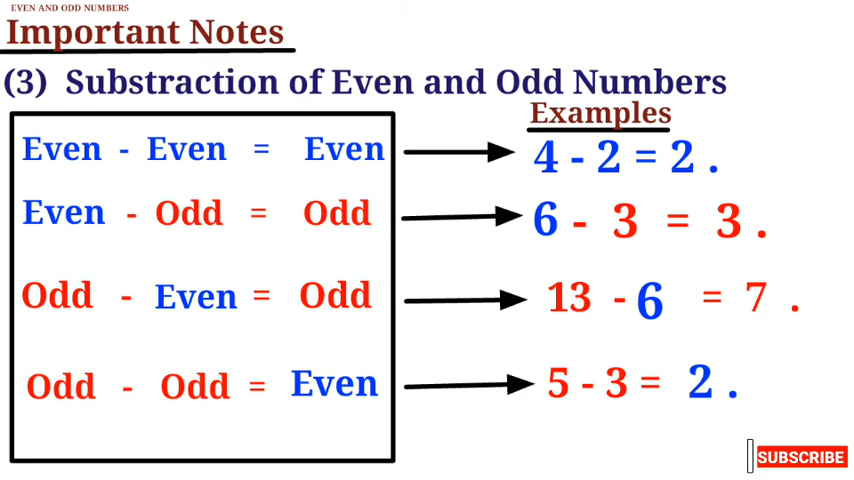 EVEN AND ODD NUMBERS
Important Notes
(3) Substraction of Even and Odd Numbers
Examples
Even - Even = Even
4 - 2 = 2 .
Even - Odd = Odd
6 - 3 = 3 .
Odd - Even = Odd
13 - 6 = 7 .
Odd - Odd = Even
5 - 3 = 2 .
SUBSCRIBE